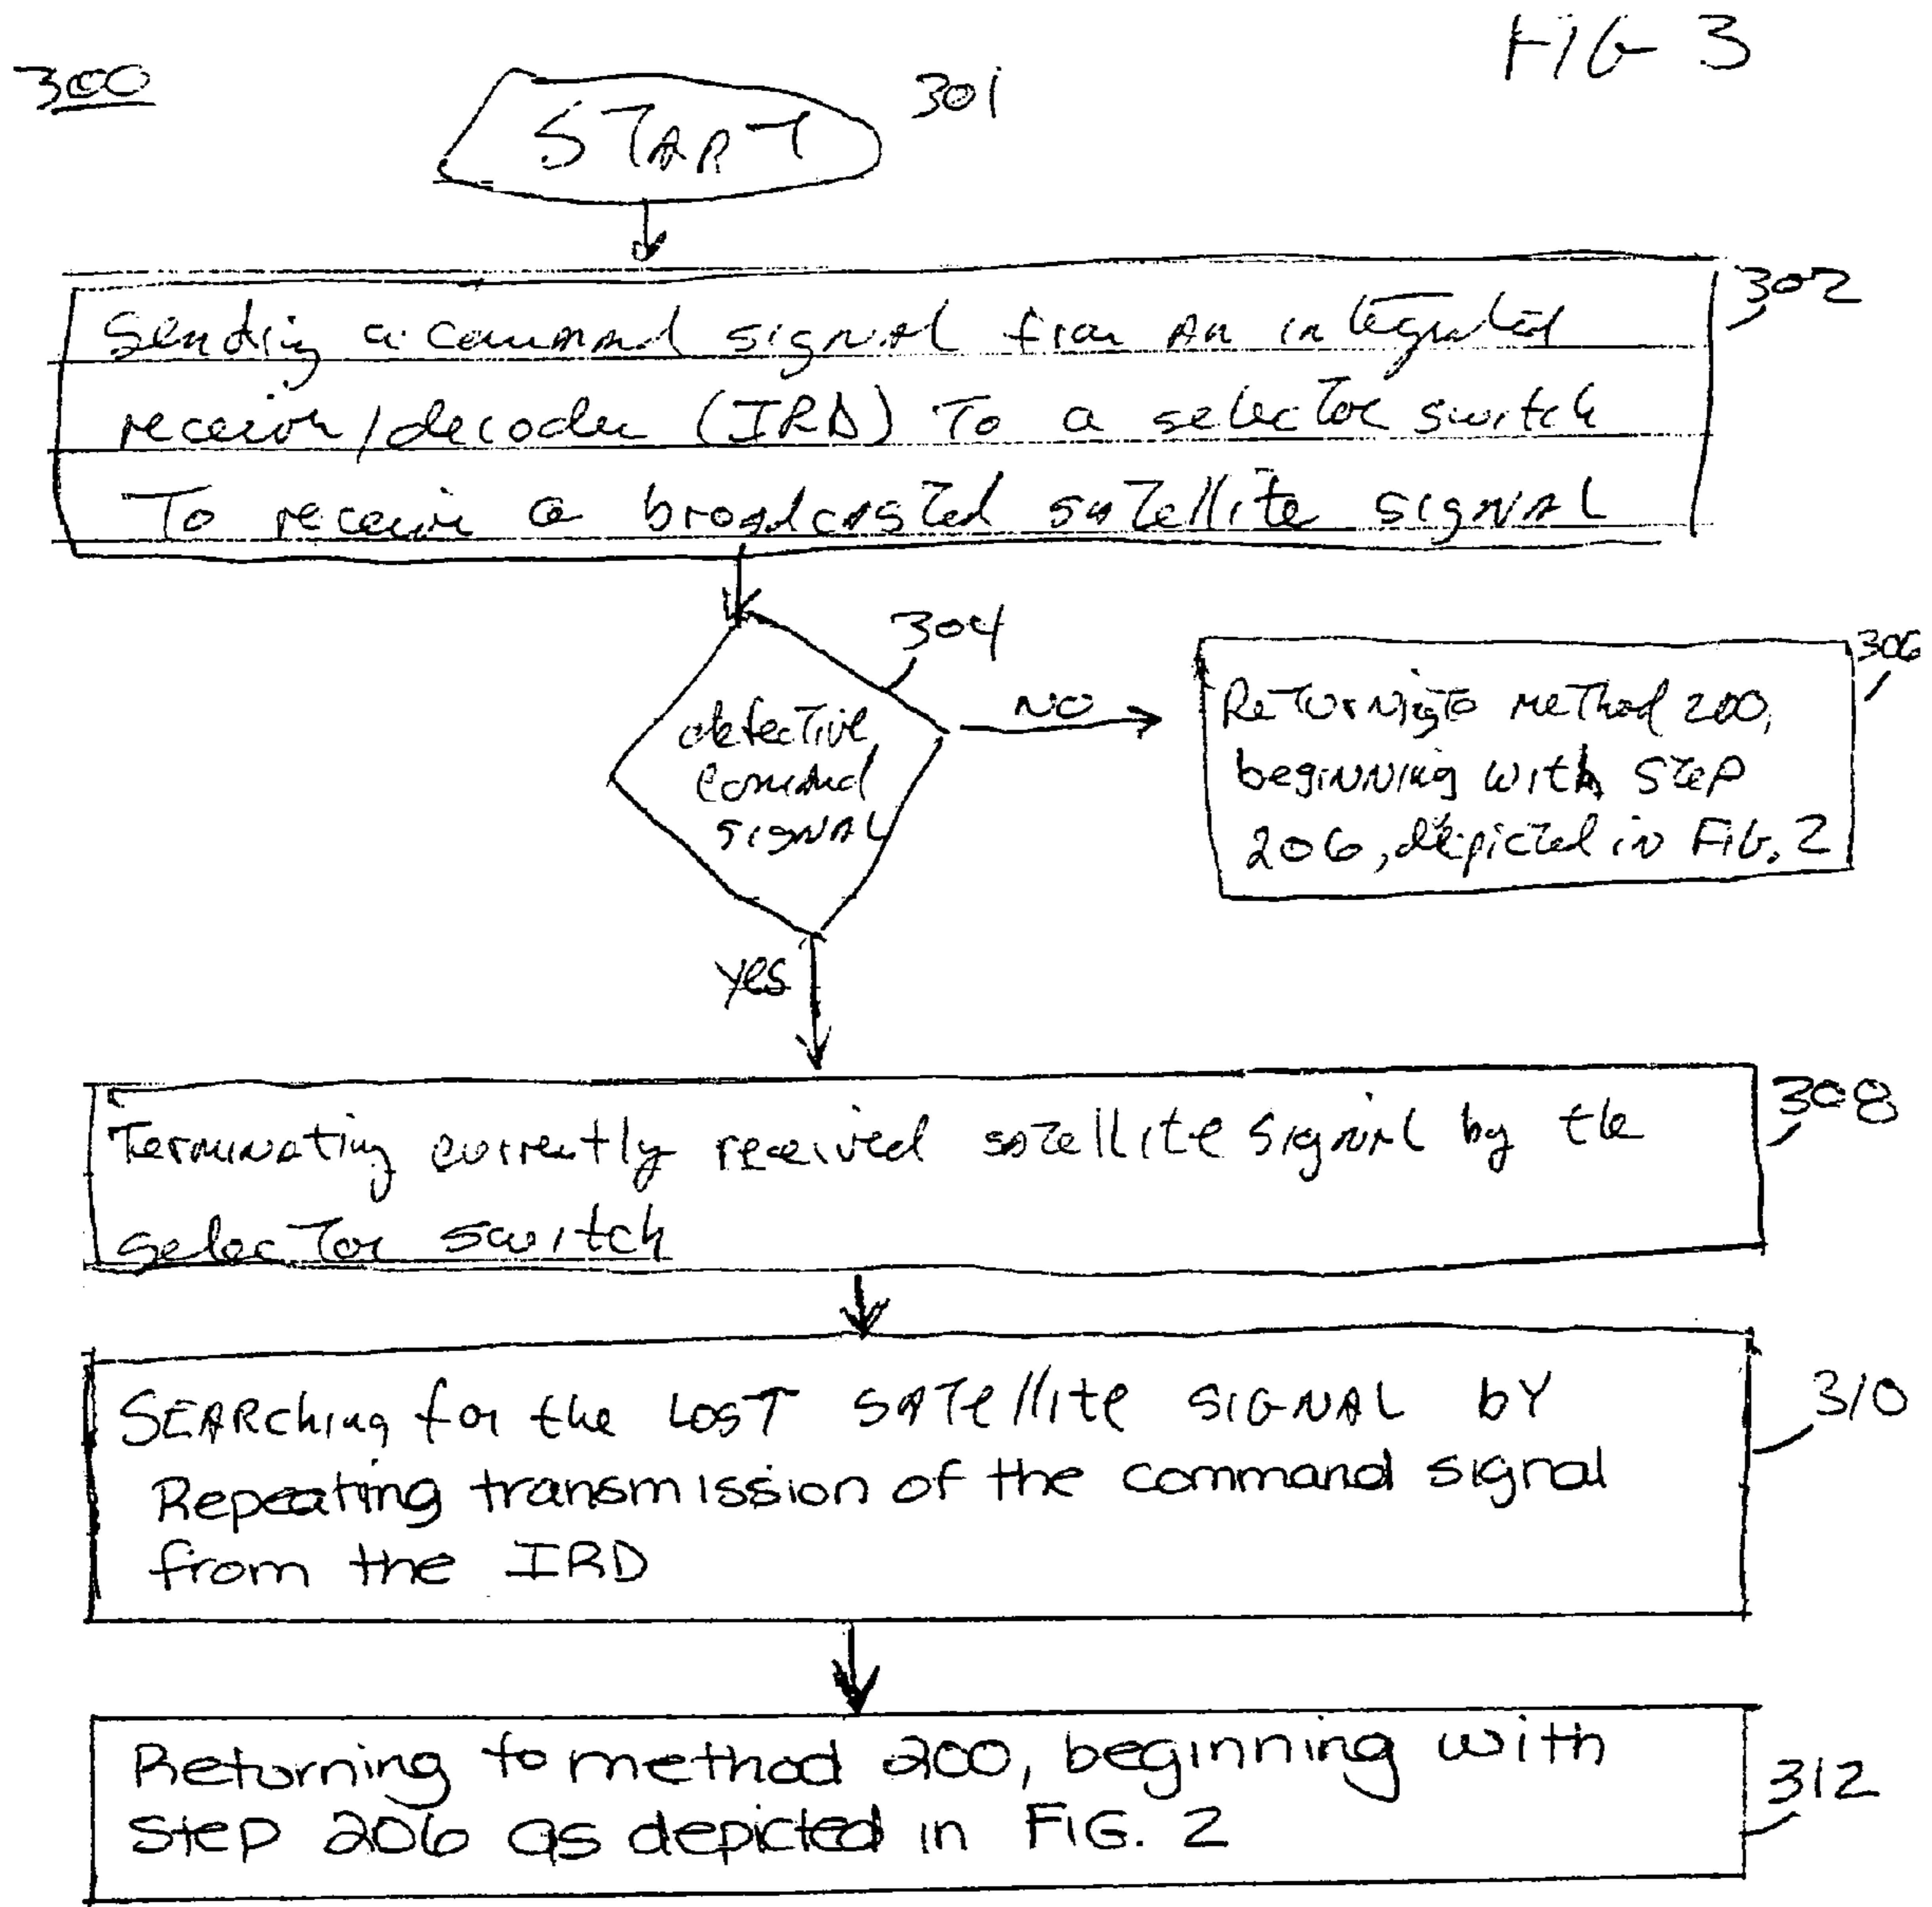 FIG 3
300
START
301
302
Sending a command signal from an integrated
receiver/decoder (IRD) To a selector switch
To receive a broadcasted satellite signal
304
defective
command
signal
NO
306
Returning to method 200,
beginning with step
206, depicted in FIG. 2
yes
308
Terminating currently received satellite signal by the
selector switch
310
SEARching for the LOST SATellite SIGNAL bY
Repeating transmission of the command signal
from the IRD
312
Returning to method 200, beginning with
Step 206 as depicted in FIG. 2